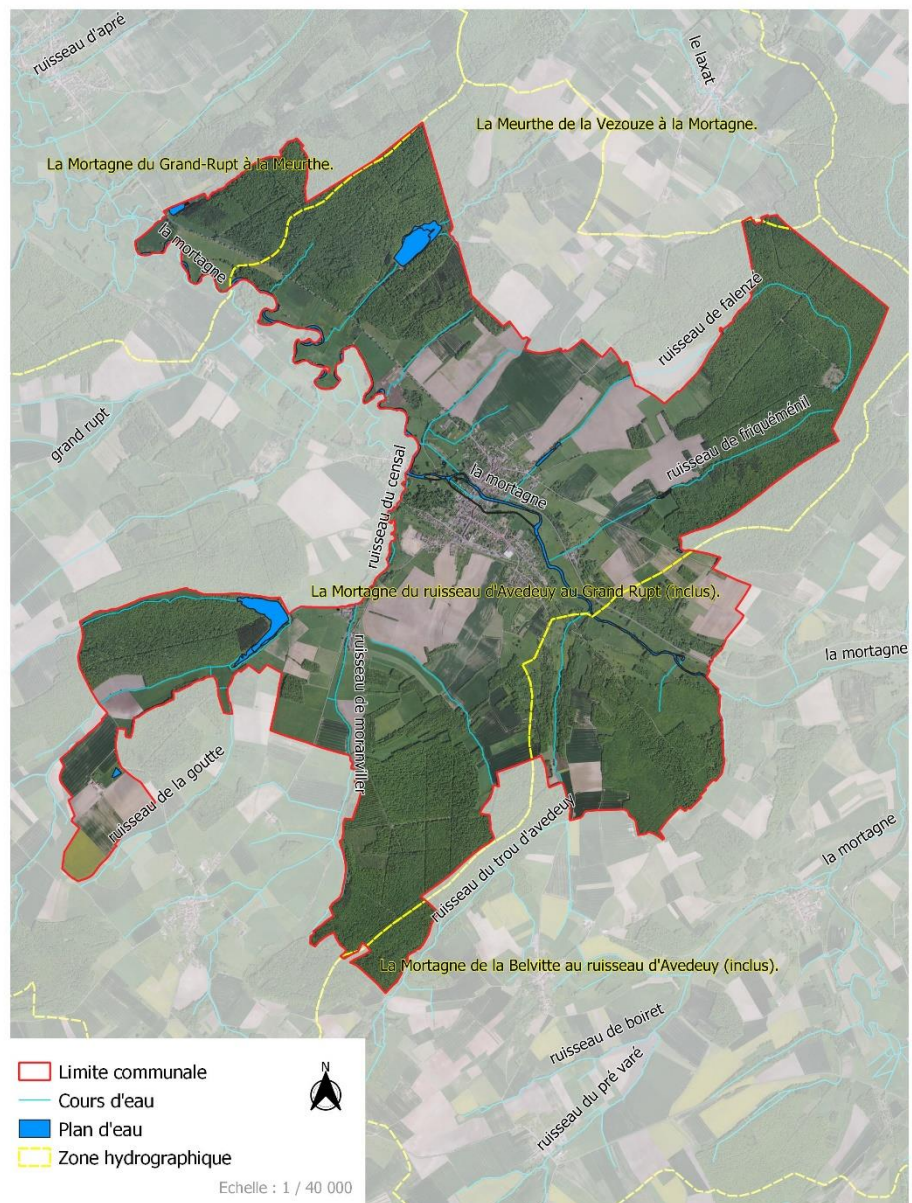 ruisseau d'apré
le laxat
La Meurthe de la Vezouze à la Mortagne.
La Mortagne du Grand-Rupt à la Meurthe.
la mortagne
ruisseau de falenzé
grand rupt
ruisseau de friquéménil
la mortagne
ruisseau du censal
La Mortagne du ruisseau d'Avedeuy au Grand Rupt (inclus).
la mortagne
ruisseau de moranviller
ruisseau de la goutte
ruisseau du trou d'avedeuy
la mortagne
La Mortagne de la Belvitte au ruisseau d'Avedeuy (inclus).
ruisseau de boiret
ruisseau du pré varé
Limite communale
Cours d'eau
Plan d'eau
Zone hydrographique
N
Echelle : 1 / 40 000